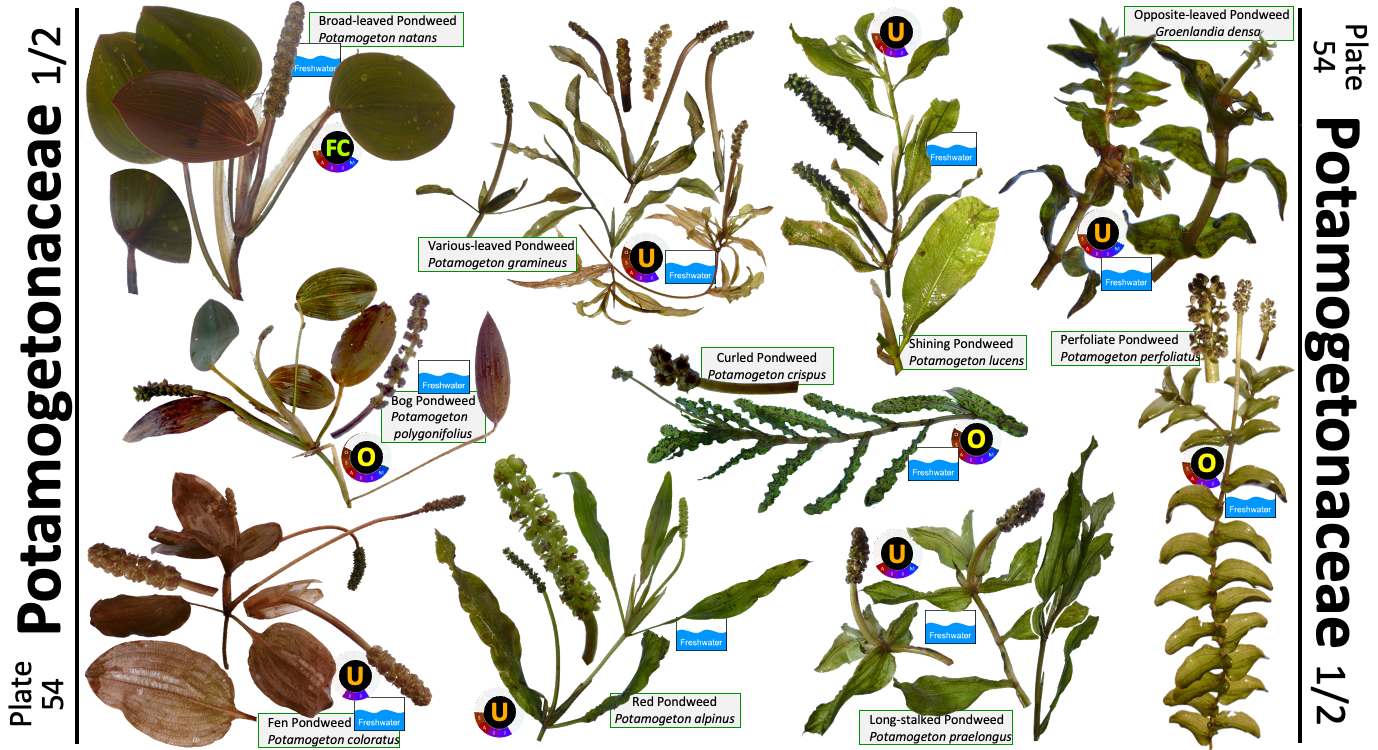 Potamogetonaceae 1/2
Plate
54
Broad-leaved Pondweed
Potamogeton natans
Freshwater
FC
Various-leaved Pondweed
Potamogeton gramineus
U
Freshwater
U
Freshwater
Shining Pondweed
Potamogeton lucens
Opposite-leaved Pondweed
Groenlandia densa
U
Freshwater
Perfoliate Pondweed
Potamogeton perfoliatus
O
Freshwater
Freshwater
Bog Pondweed
Potamogeton
polygonifolius
O
Curled Pondweed
Potamogeton crispus
O
Freshwater
U
Freshwater
Fen Pondweed
Potamogeton coloratus
U
Freshwater
Red Pondweed
Potamogeton alpinus
U
Freshwater
Long-stalked Pondweed
Potamogeton praelongus
Plate
54
Potamogetonaceae 1/2